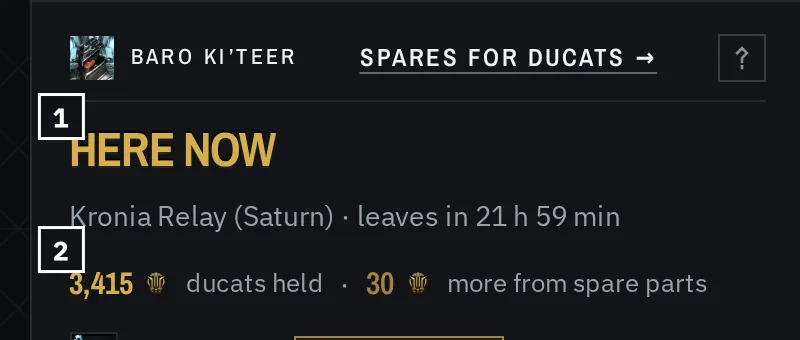 BARO KI’TEER SPARES FOR DUCATS → ?
1
HERE NOW
Kronia Relay (Saturn) · leaves in 21 h 59 min
2
3,415 ducats held · 30 more from spare parts